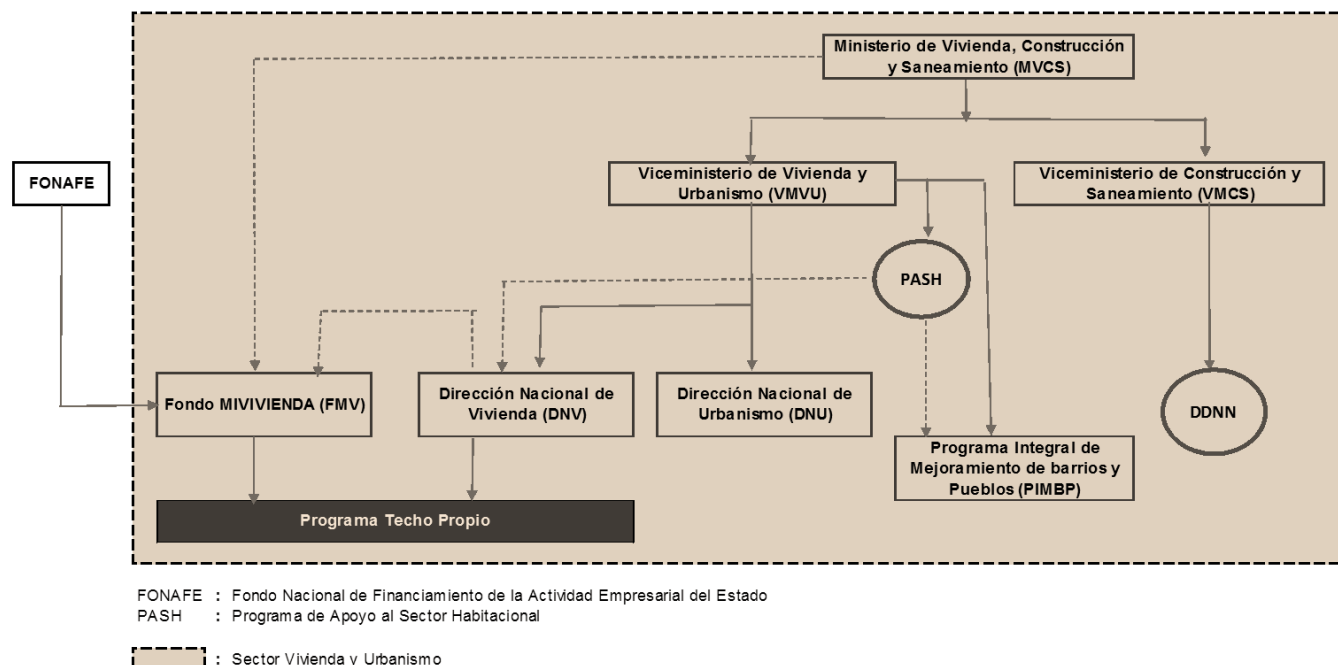 Ministerio de Vivienda, Construcción
y Saneamiento (MVCS)
FONAFE
Viceministerio de Vivienda y
Urbanismo (VMVU)
Viceministerio de Construcción y
Saneamiento (VMCS)
PASH
Fondo MIVIVIENDA (FMV)
Dirección Nacional de
Vivienda (DNV)
Dirección Nacional de
Urbanismo (DNU)
DDNN
Programa Integral de
Mejoramiento de barrios y
Pueblos (PIMBP)
Programa Techo Propio
FONAFE : Fondo Nacional de Financiamiento de la Actividad Empresarial del Estado
PASH : Programa de Apoyo al Sector Habitacional
: Sector Vivienda y Urbanismo